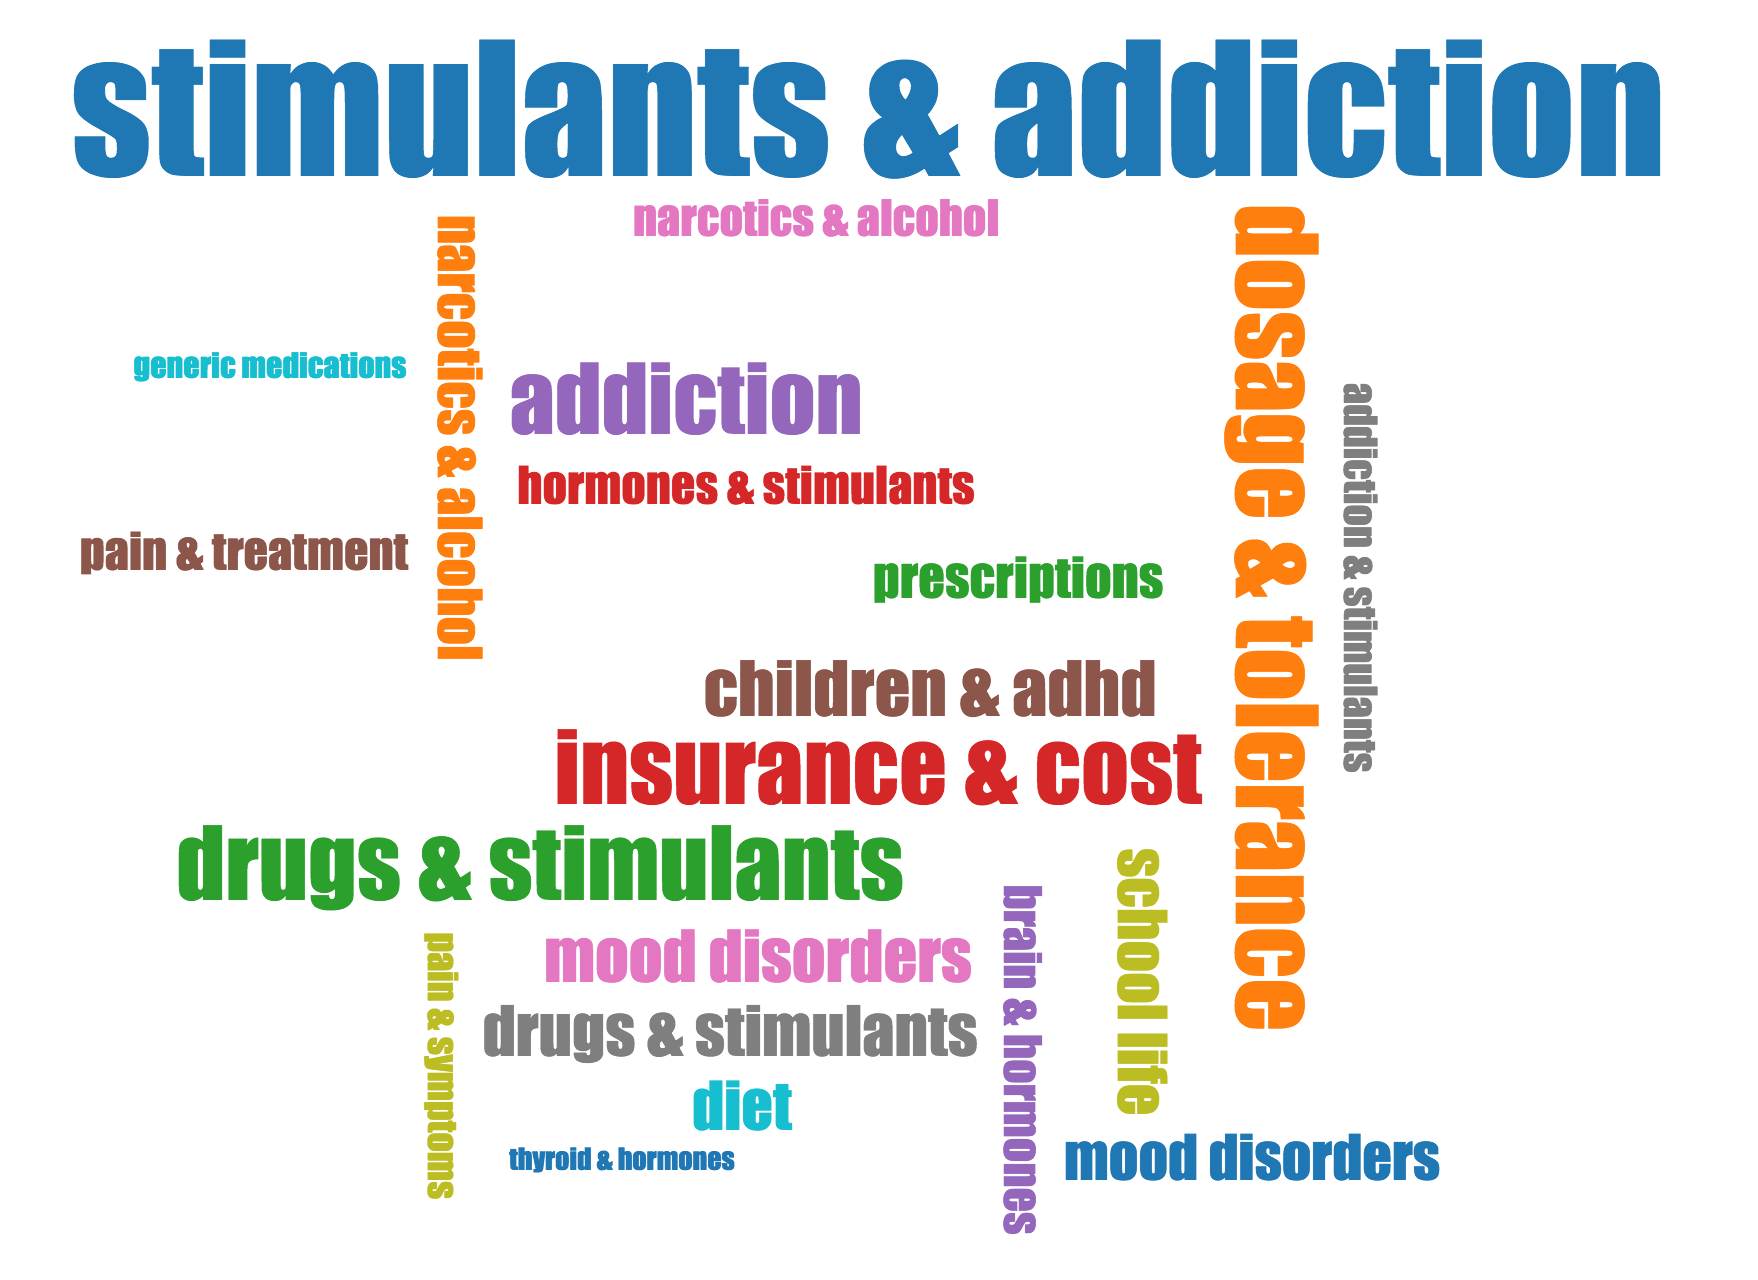 stimulants & addiction
narcotics & alcohol
narcotics & alcohol
dosage & tolerance
generic medications
addiction
addiction & stimulants
hormones & stimulants
pain & treatment
prescriptions
children & adhd
insurance & cost
drugs & stimulants
school life
brain & hormones
pain & symptoms
mood disorders
drugs & stimulants
diet
thyroid & hormones
mood disorders